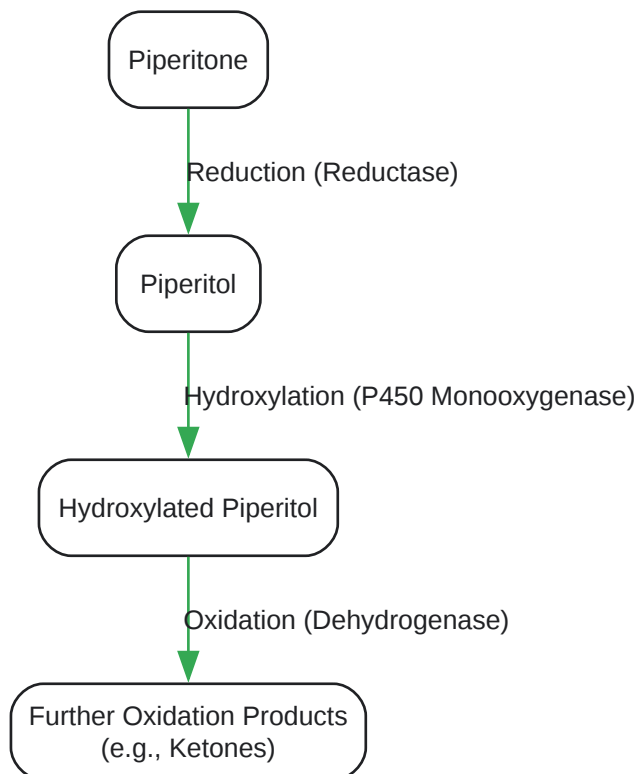 Piperitone
Reduction (Reductase)
Piperitol
Hydroxylation (P450 Monooxygenase)
Hydroxylated Piperitol
Oxidation (Dehydrogenase)
Further Oxidation Products
(e.g., Ketones)